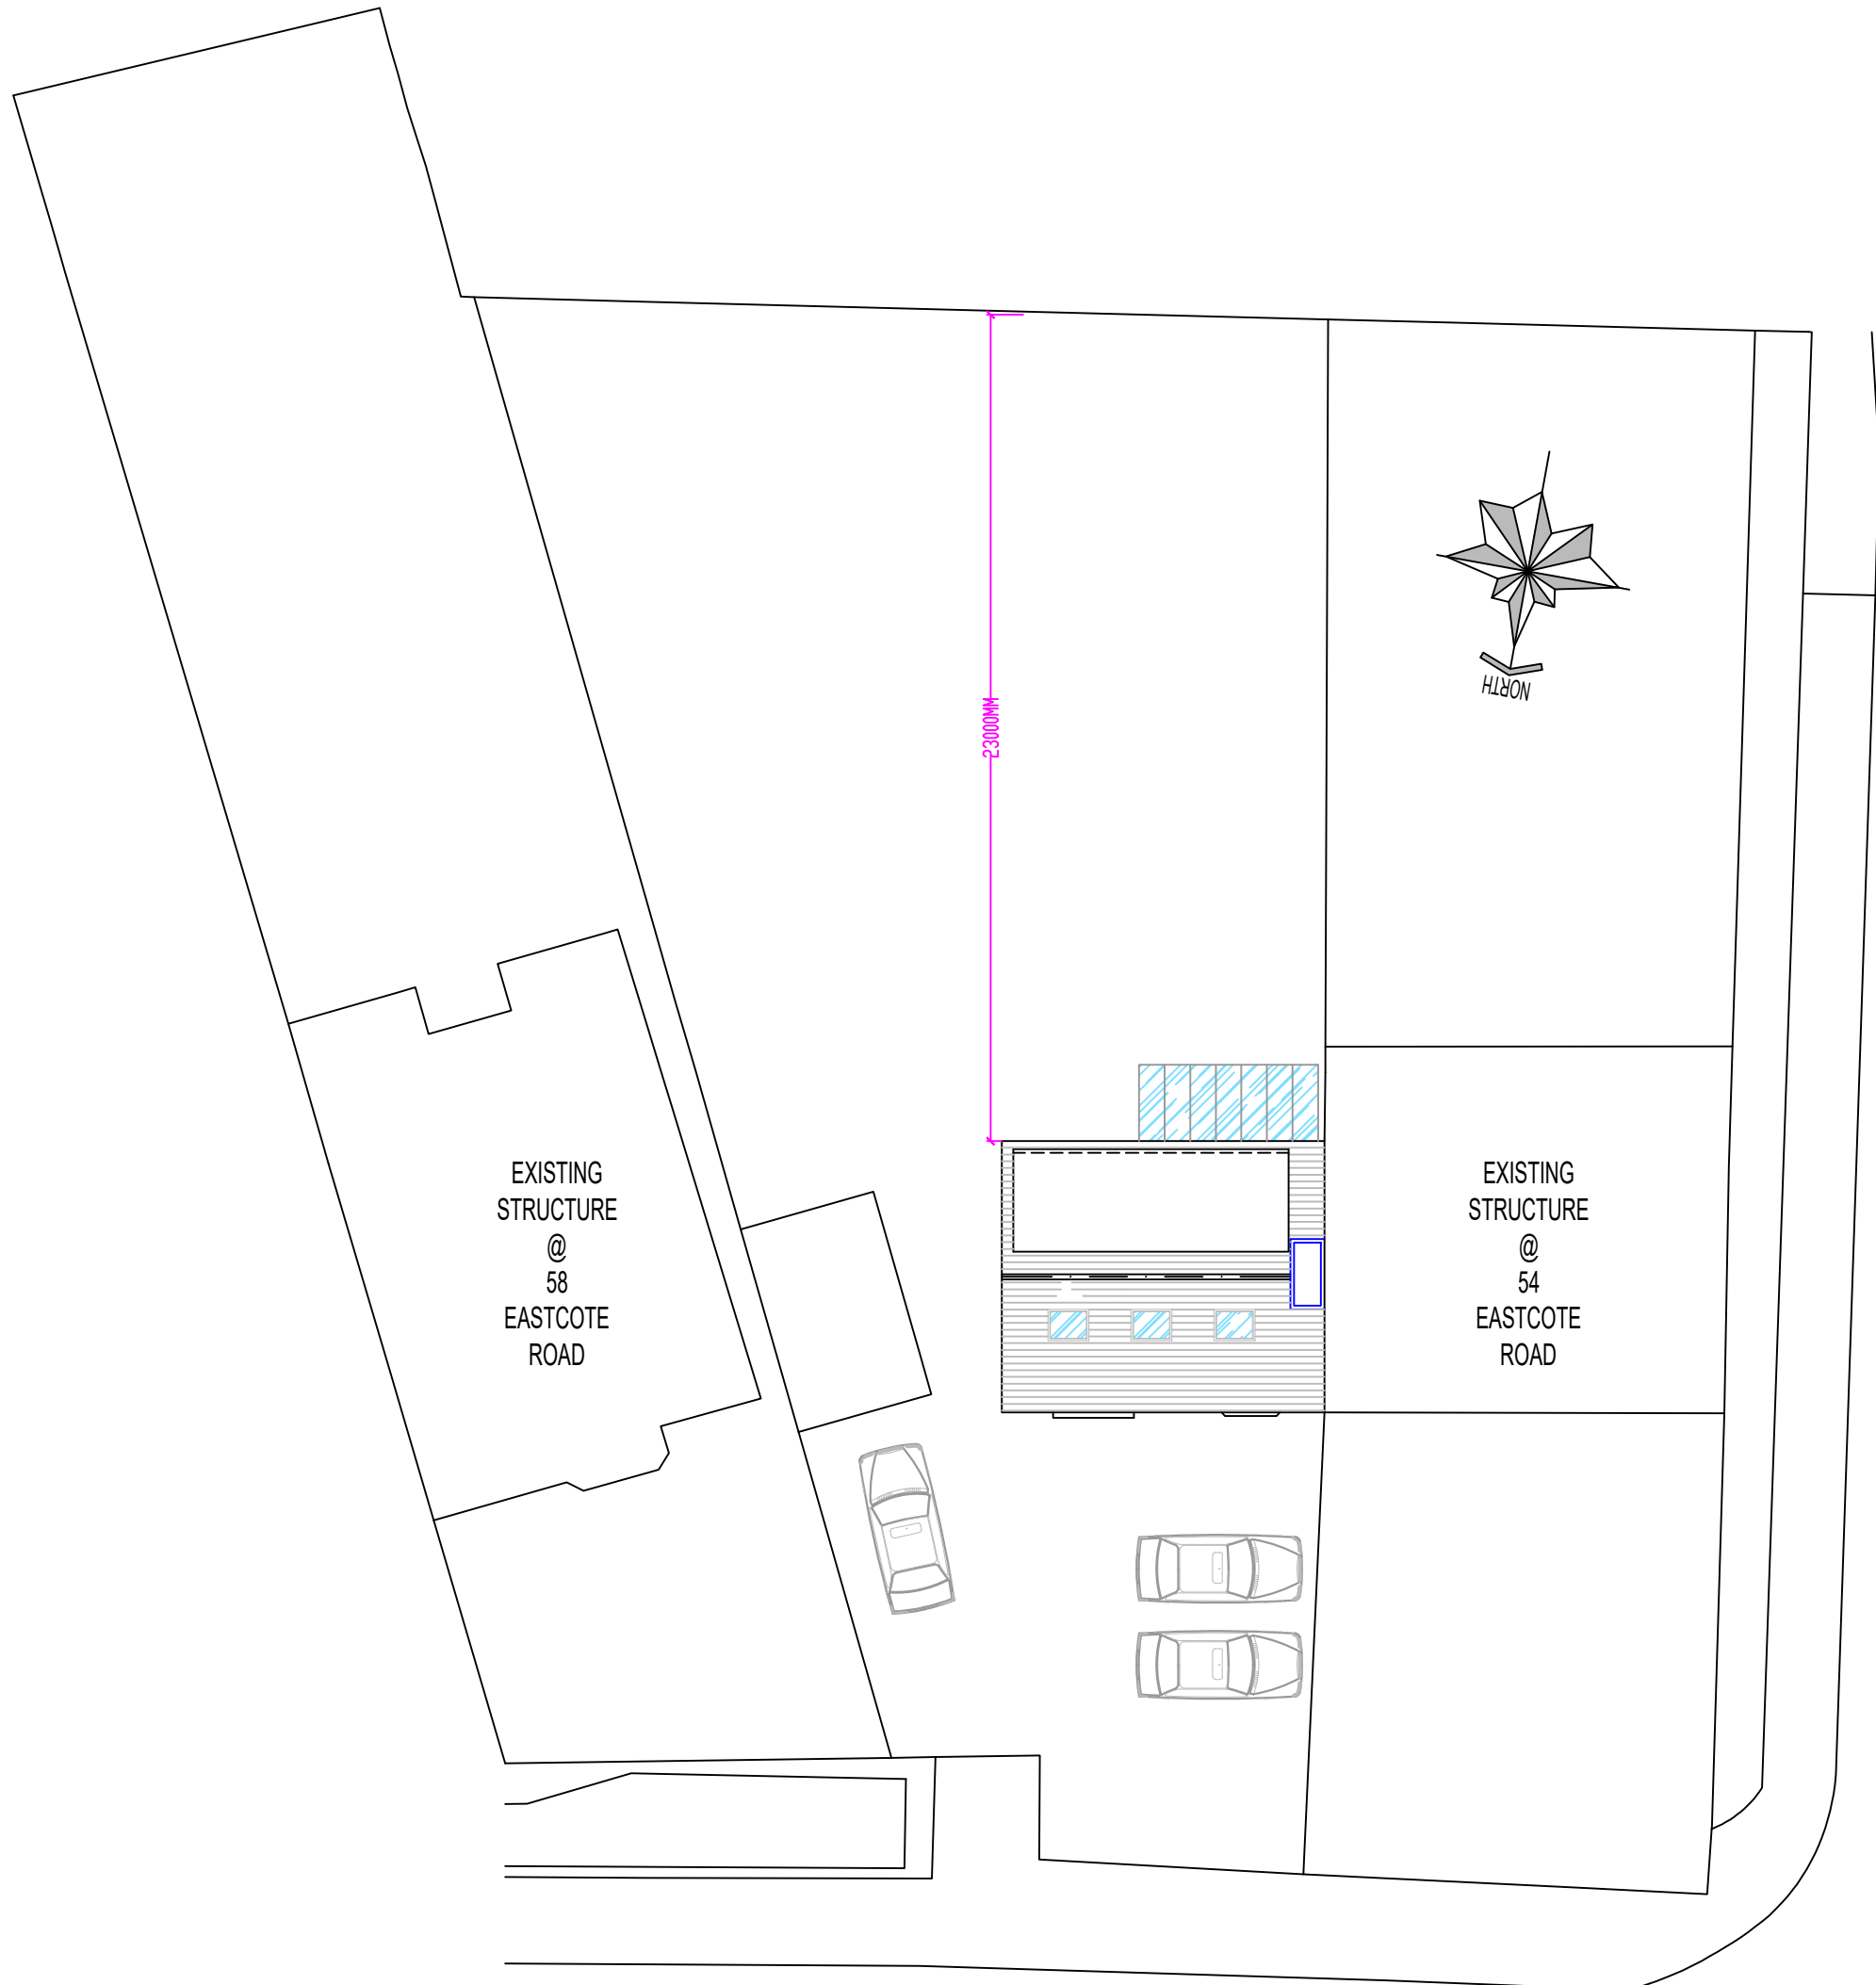 NORTH
23000MM
EXISTING
STRUCTURE
@
58
EASTCOTE
ROAD
EXISTING
STRUCTURE
@
54
EASTCOTE
ROAD